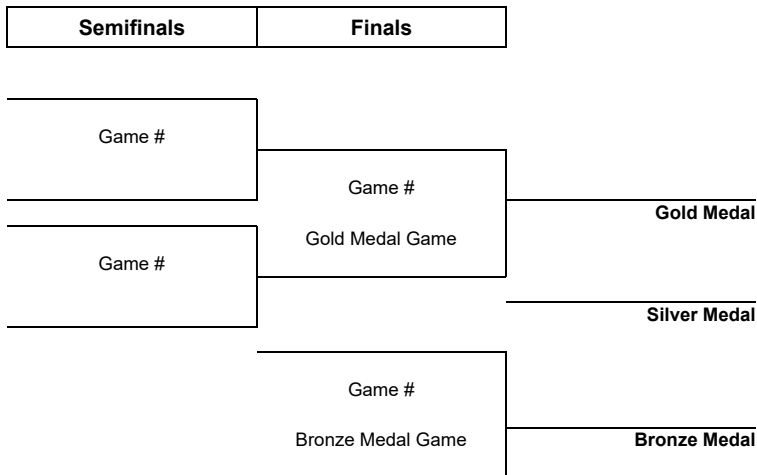 Semifinals Finals
Game #
Game #
Gold Medal
Gold Medal Game
Game #
Silver Medal
Game #
Bronze Medal Game Bronze Medal